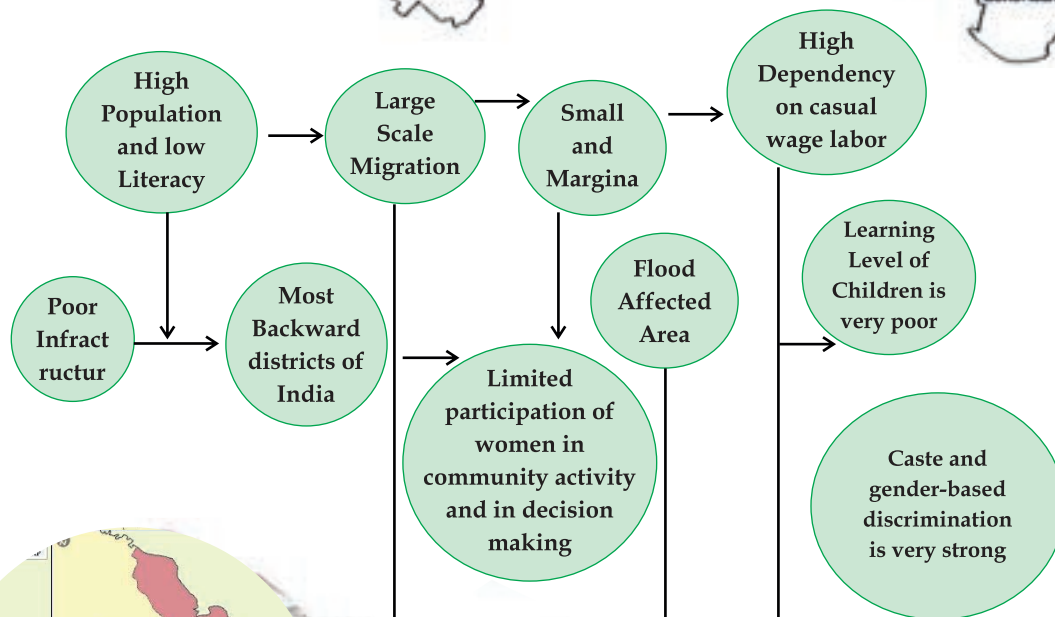 High
Population
and low
Literacy
Large
Scale
Migration
Small
and
Margina
High
Dependency
on casual
wage labor
Poor
Infract
ructur
Most
Backward
districts of
India
Limited
participation of
women in
community activity
and in decision
making
Flood
Affected
Area
Learning
Level of
Children is
very poor
Caste and
gender-based
discrimination
is very strong